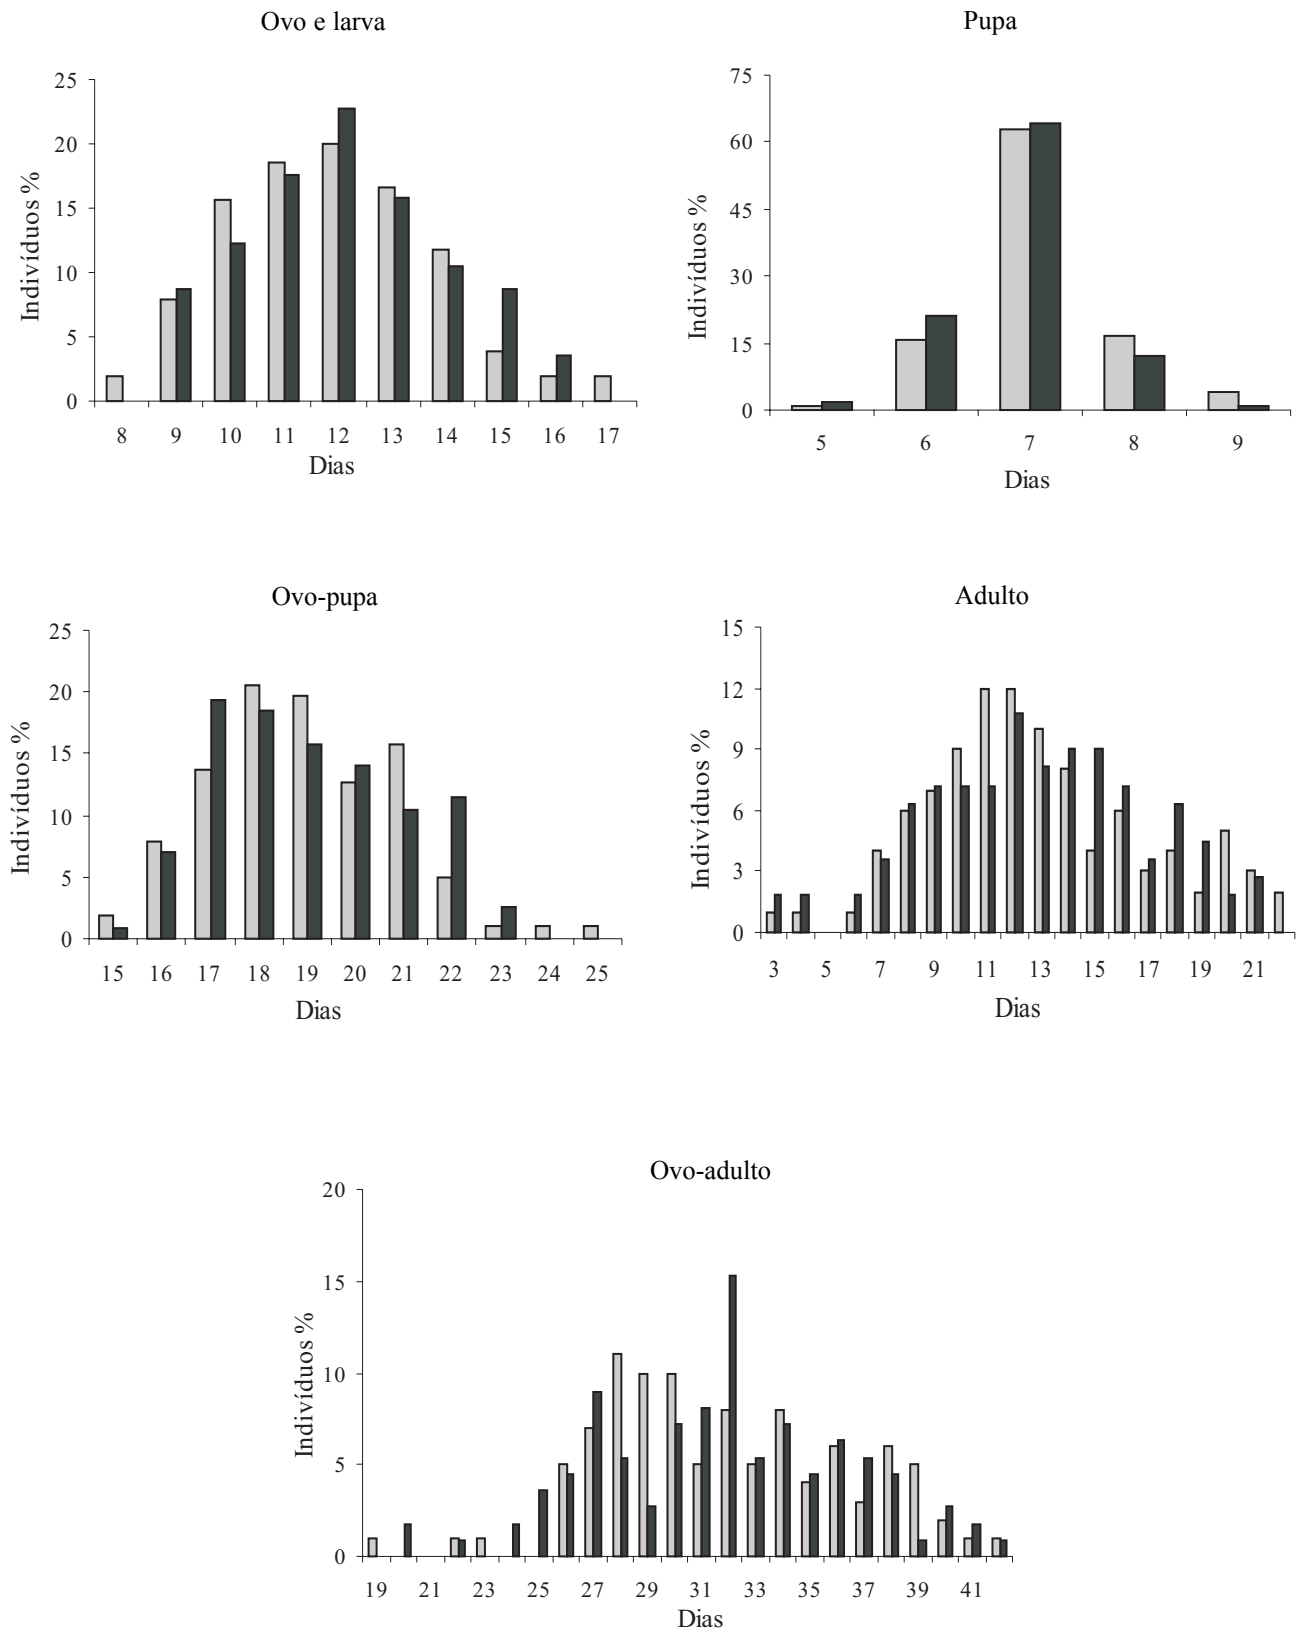 Ovo e larva
25
20
15
10
5
0
Indivíduos %
8 9 10 11 12 13 14 15 16 17
Dias
Pupa
75
60
45
30
15
0
Indivíduos %
5 6 7 8 9
Dias
Ovo-pupa
25
20
15
10
5
0
Indivíduos %
15 16 17 18 19 20 21 22 23 24 25
Dias
Adulto
15
12
9
6
3
0
Indivíduos %
3 5 7 9 11 13 15 17 19 21
Dias
Ovo-adulto
20
15
10
5
0
Indivíduos %
19 21 23 25 27 29 31 33 35 37 39 41
Dias